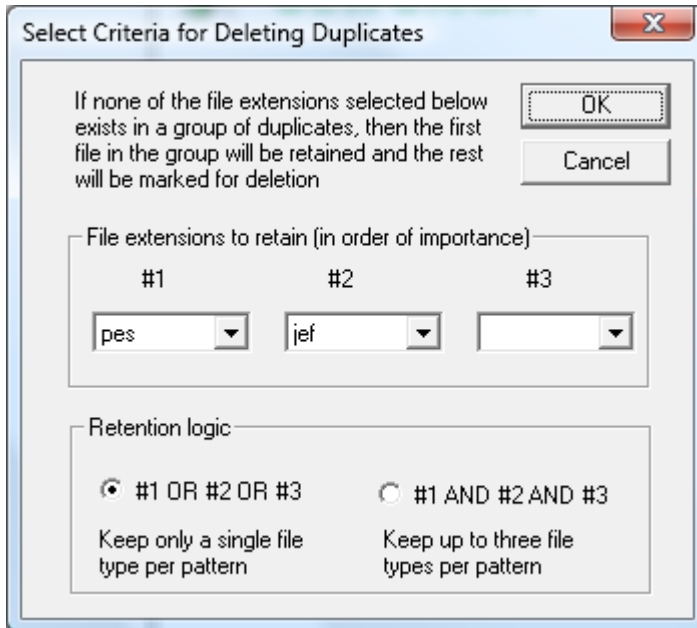 Select Criteria for Deleting Duplicates
If none of the file extensions selected below
exists in a group of duplicates, then the first
file in the group will be retained and the rest
will be marked for deletion
OK
Cancel
File extensions to retain (in order of importance)
#1 #2 #3
pes jef
Retention logic
#1 OR #2 OR #3 #1 AND #2 AND #3
Keep only a single file
type per pattern
Keep up to three file
types per pattern